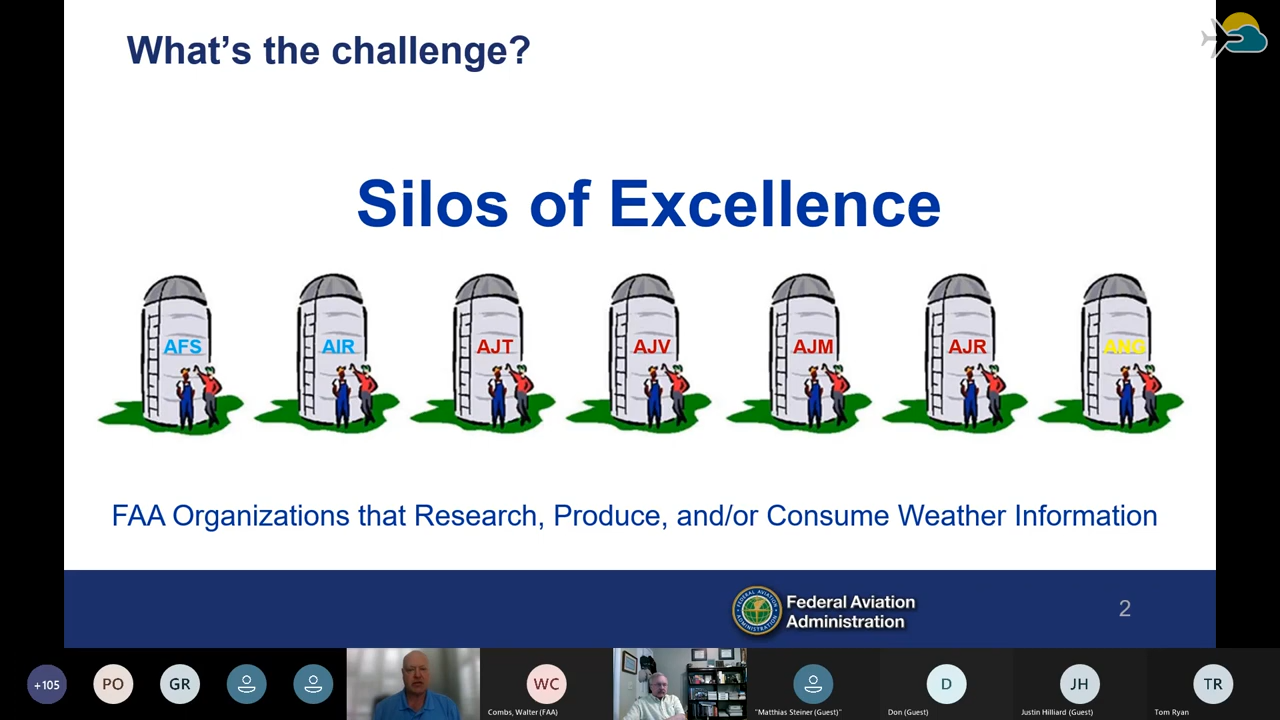 What's the challenge?
Silos of Excellence
AFS
AIR
AJT
AJV
AJM
AJR
ANG
FAA Organizations that Research, Produce, and/or Consume Weather Information
Federal Aviation
Administration
2
+105
PO
GR
WC
Combs, Walter (FAA)
"Matthias Steiner (Guest)"
D
Don (Guest)
JH
Justin Hilliard (Guest)
TR
Tom Ryan